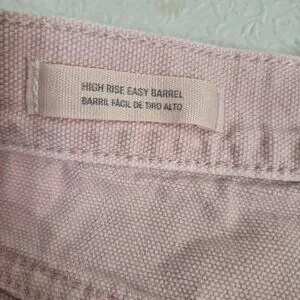 HIGH RISE EASY BARREL
BARRIL FÁCIL DE TIRO ALTO